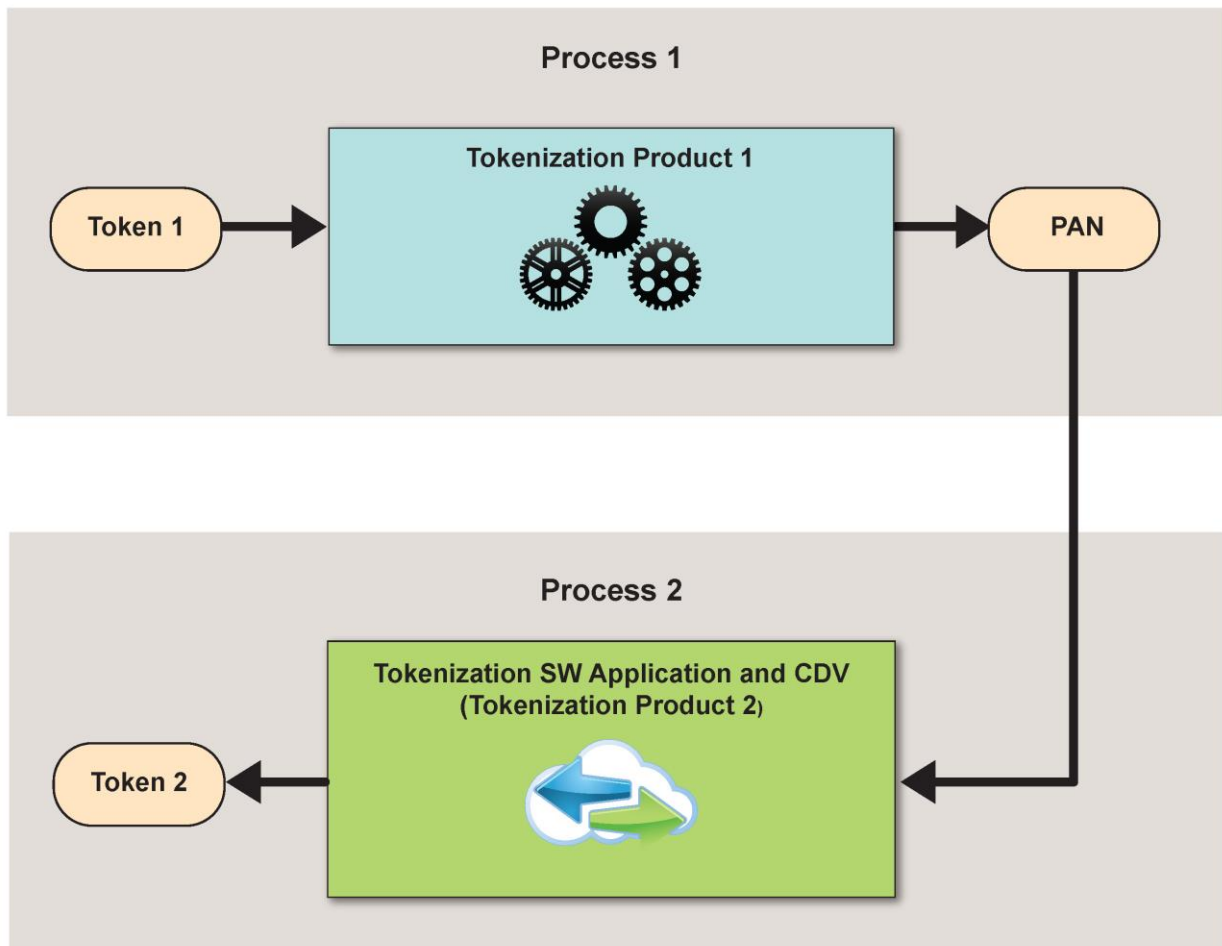 Process 1
Tokenization Product 1
Token 1
PAN
Process 2
Tokenization SW Application and CDV
(Tokenization Product 2)
Token 2